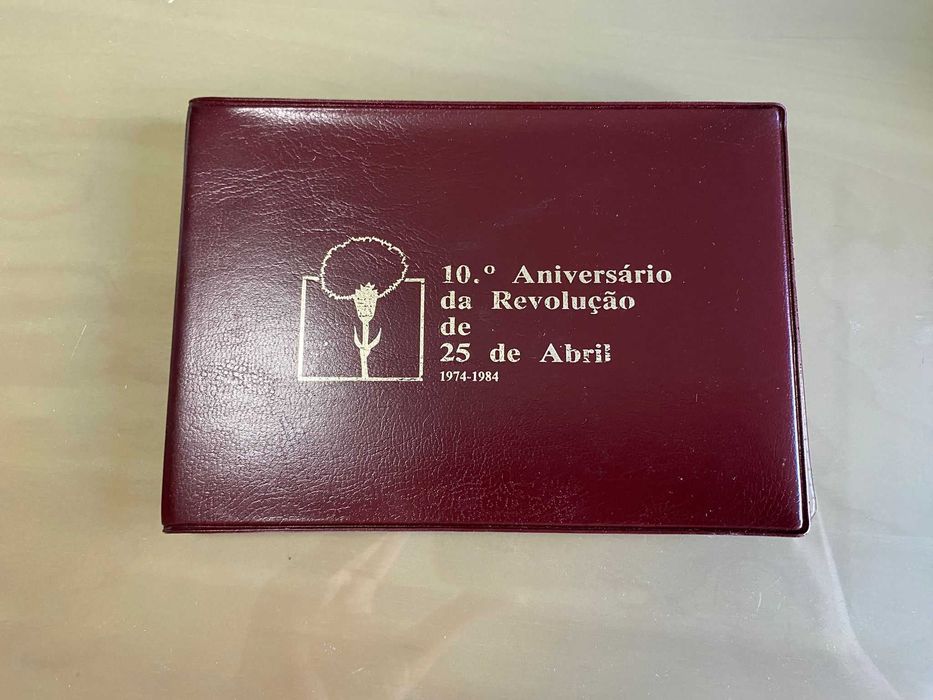 10.º Aniversário
da Revolução
de
25 de Abril
1974-1984